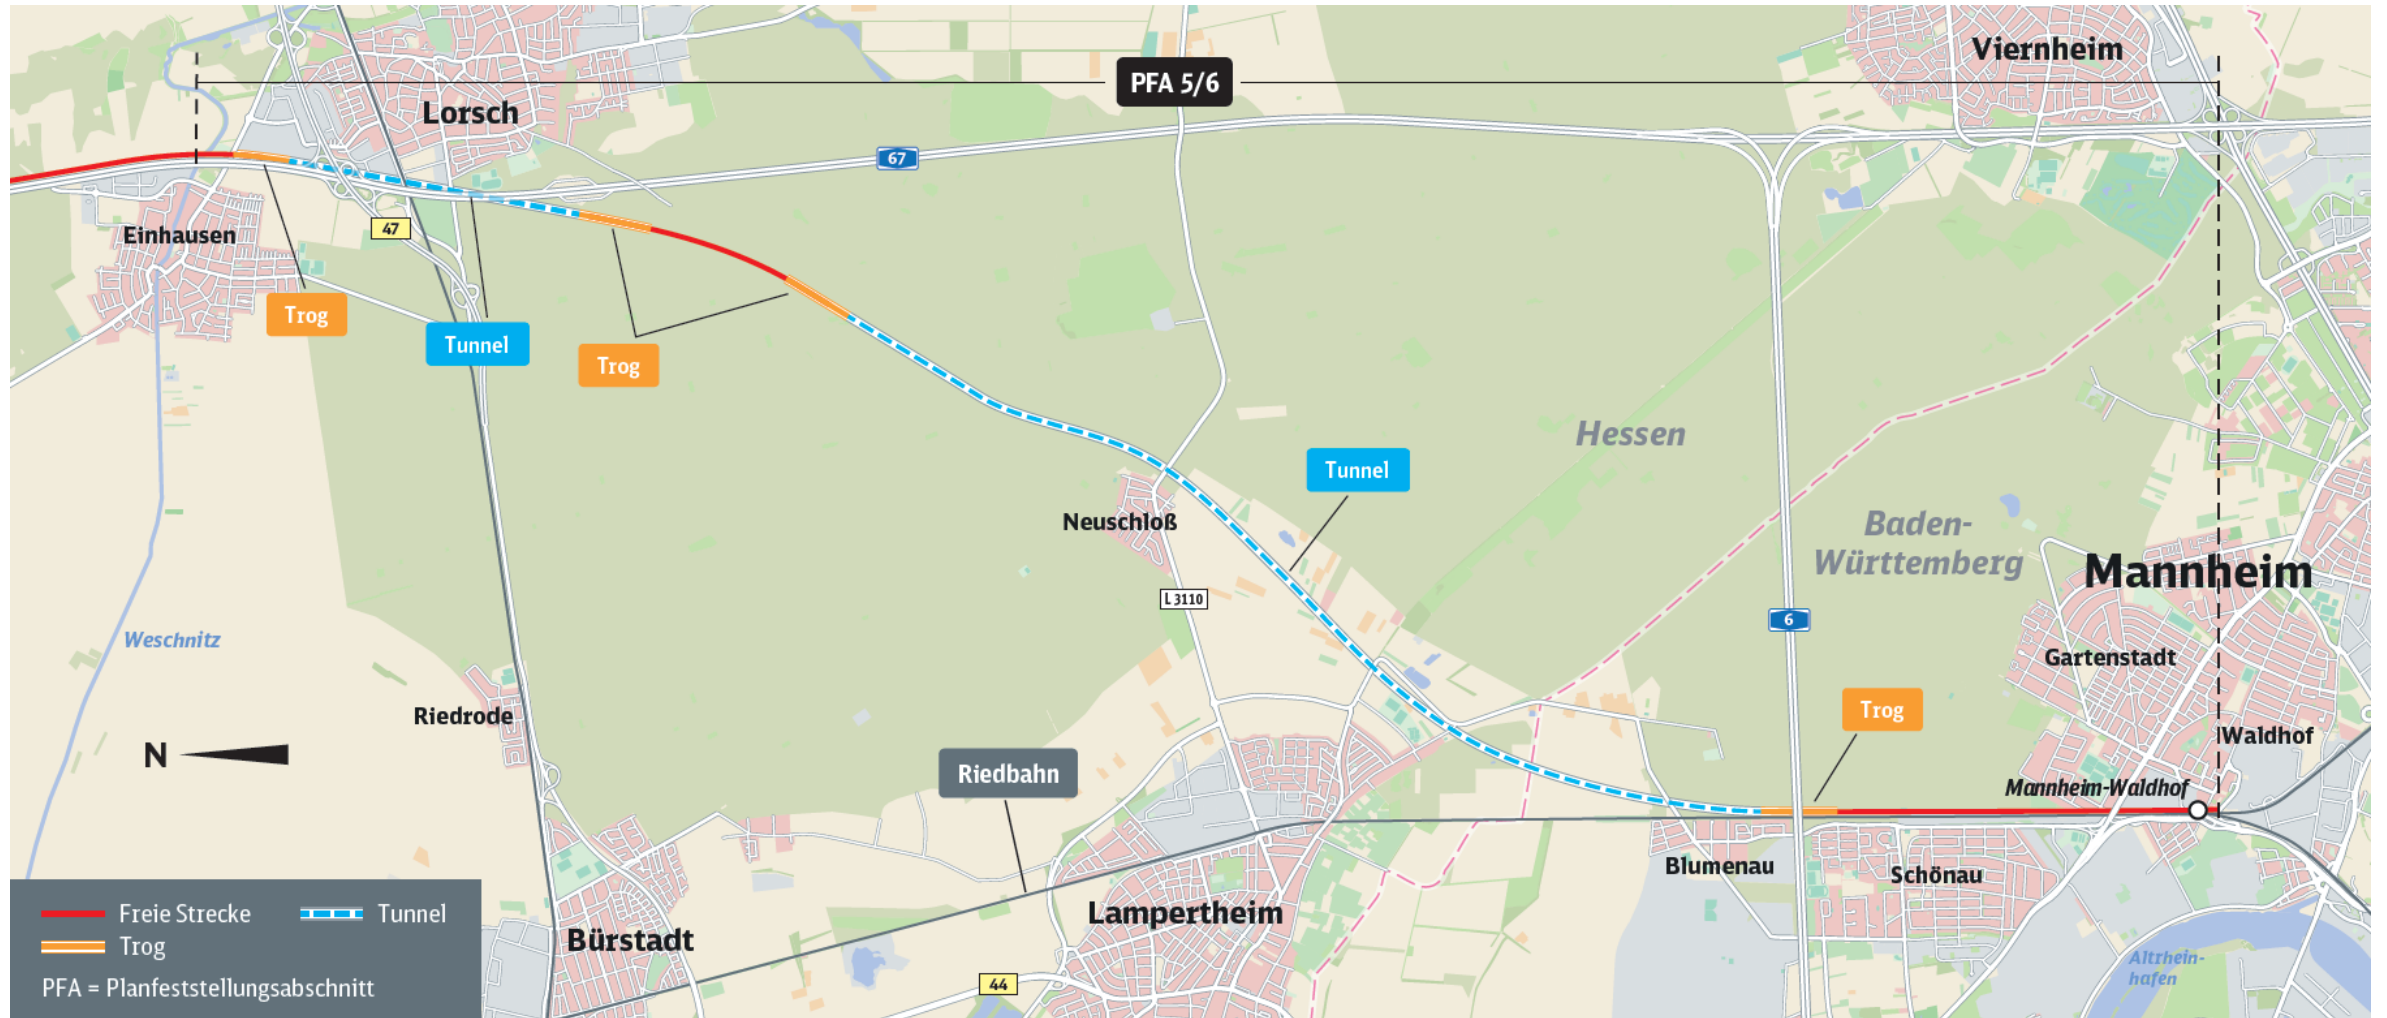 Viernheim
PFA 5/6
Lorsch
67
Einhausen
47
Trog
Tunnel
Trog
Hessen
Tunnel
Neuschloß
Baden-
Württemberg
Mannheim
L 3110
6
Weschnitz
Gartenstadt
Riedrode
Trog
Waldhof
N
Riedbahn
Mannheim-Waldhof
Blumenau
Schönau
Lampertheim
Bürstadt
44
Altrhein-
hafen
Freie Strecke
Tunnel
Trog
PFA = Planfeststellungsabschnitt